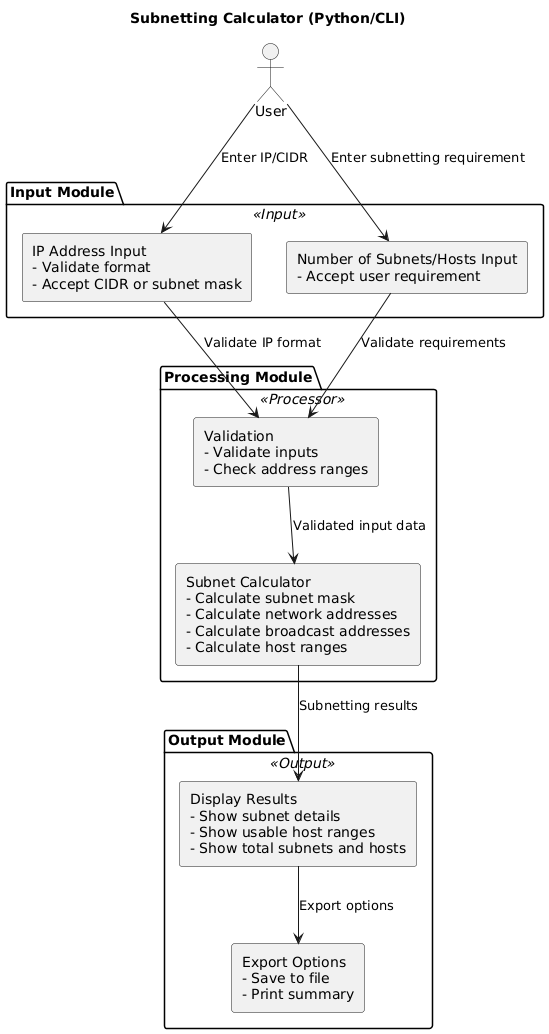 Subnetting Calculator (Python/CLI)
User
Enter IP/CIDR
Enter subnetting requirement
Input Module
«Input»
IP Address Input
- Validate format
- Accept CIDR or subnet mask
Number of Subnets/Hosts Input
- Accept user requirement
Validate IP format
Validate requirements
Processing Module
«Processor»
Validation
- Validate inputs
- Check address ranges
Validated input data
Subnet Calculator
- Calculate subnet mask
- Calculate network addresses
- Calculate broadcast addresses
- Calculate host ranges
Subnetting results
Output Module
«Output»
Display Results
- Show subnet details
- Show usable host ranges
- Show total subnets and hosts
Export options
Export Options
- Save to file
- Print summary